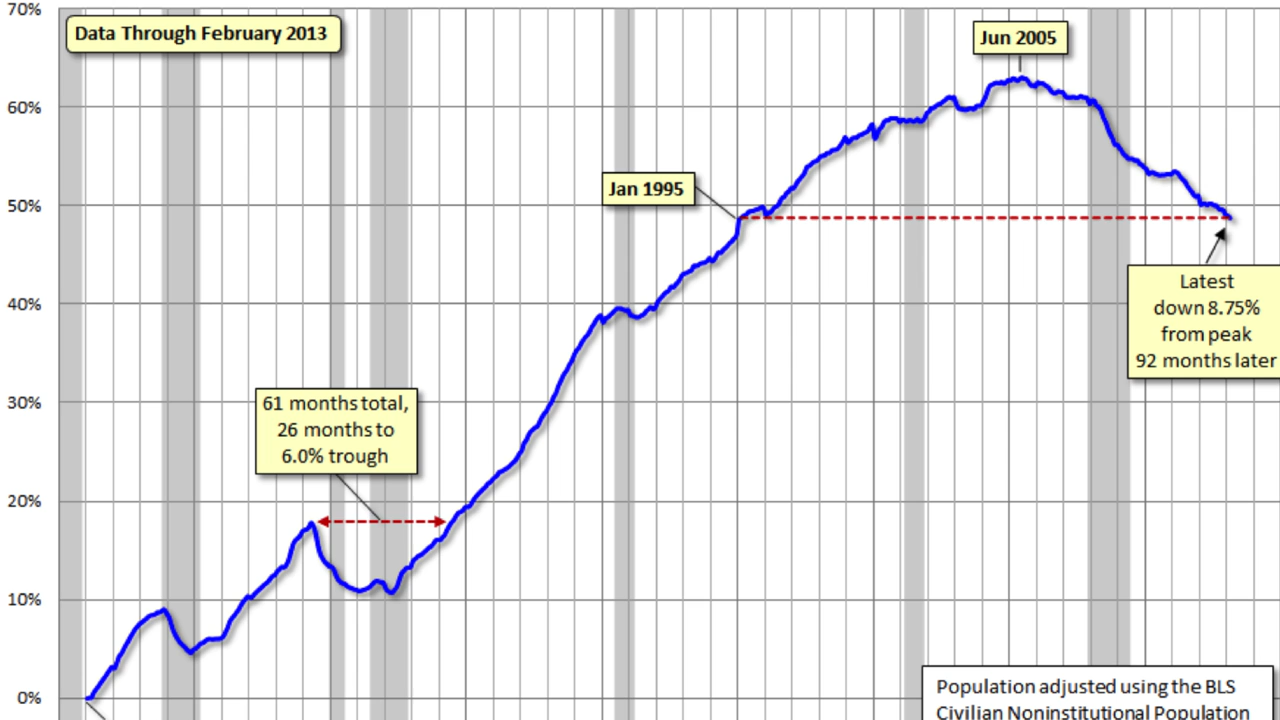 70%
Data Through February 2013
Jun 2005
60%
Jan 1995
50%
Latest
down 8.75%
from peak
92 months later
40%
61 months total,
26 months to
6.0% trough
30%
20%
10%
0%
Population adjusted using the BLS
Civilian Noninstitutional Population